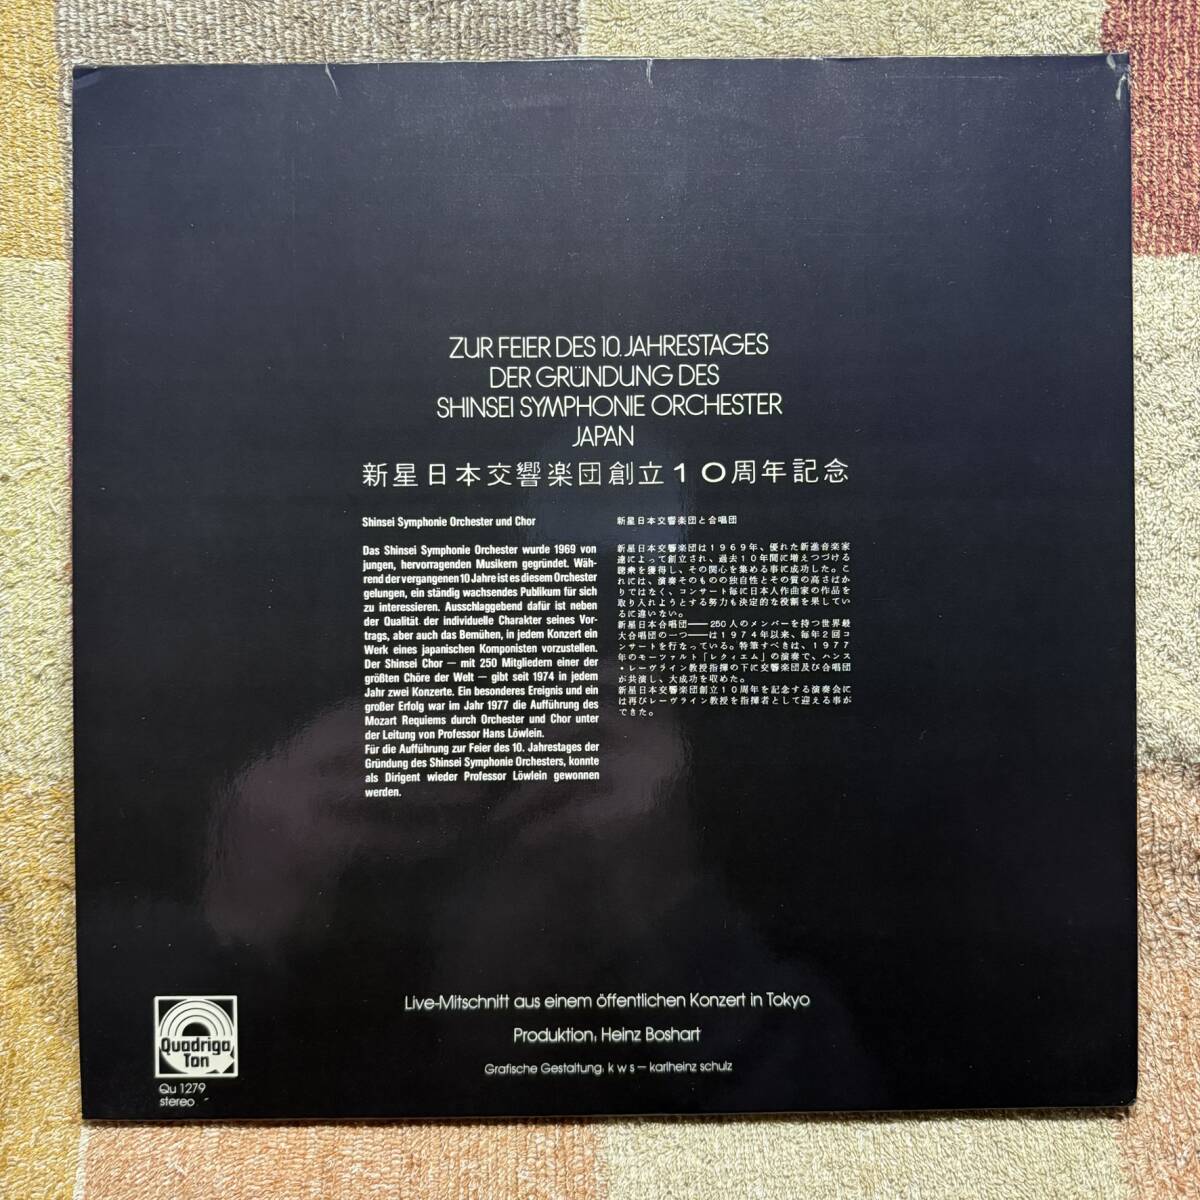 ZUR FEIER DES 10. JAHRESTAGES
DER GRÜNDUNG DES
SHINSEI SYMPHONIE ORCHESTER
JAPAN
新星日本交響楽団創立10周年記念
Shinsei Symphonie Orchester und Chor
Das Shinsei Symphonie Orchester wurde 1969 von
jungen, hervorragenden Musikern gegründet. Wäh-
rend der vergangenen 10 Jahre ist es diesem Orchester
gelungen, ein ständig wachsendes Publikum für sich
zu interessieren. Ausschlaggebend dafür ist neben
der Qualität der individuelle Charakter seines Vor-
trags, aber auch das Bemühen, in jedem Konzert ein
Werk eines japanischen Komponisten vorzustellen.
Der Shinsei Chor — mit 250 Mitgliedern einer der
größten Chöre der Welt — gibt seit 1974 in jedem
Jahr zwei Konzerte. Ein besonderes Ereignis und ein
großer Erfolg war im Jahr 1977 die Aufführung des
Mozart Requiems durch Orchester und Chor unter
der Leitung von Professor Hans Löwlein.
Für die Aufführung zur Feier des 10. Jahrestages der
Gründung des Shinsei Symphonie Orchesters, konnte
als Dirigent wieder Professor Löwlein gewonnen
werden.
新星日本交響楽団と合唱団
新星日本交響楽団は1969年、優れた新進音楽家
達によって創立され、過去10年間に増えつづける
聴衆を獲得し、その関心を集める事に成功した。こ
れには、演奏そのものの独自性とその質の高さばか
りではなく、コンサート毎に日本人作曲家の作品を
取り入れようとする努力も決定的な役割を果してい
るに違いない。
新星日本合唱団——250人のメンバーを持つ世界最
大合唱団の一つ——は1974年以来、毎年2回コ
ンサートを行なっている。特筆すべきは、1977
年のモーツァルト「レクィエム」の演奏で、ハンス
・レーヴライン教授指揮の下に交響楽団及び合唱団
が共演し、大成功を収めた。
新星日本交響楽団創立10周年を記念する演奏会に
は再びレーヴライン教授を指揮者として迎える事が
できた。
Live-Mitschnitt aus einem öffentlichen Konzert in Tokyo
Produktion: Heinz Boshart
Grafische Gestaltung: k w s — karlheinz schulz
Quadriga
Ton
Qu 1279
stereo